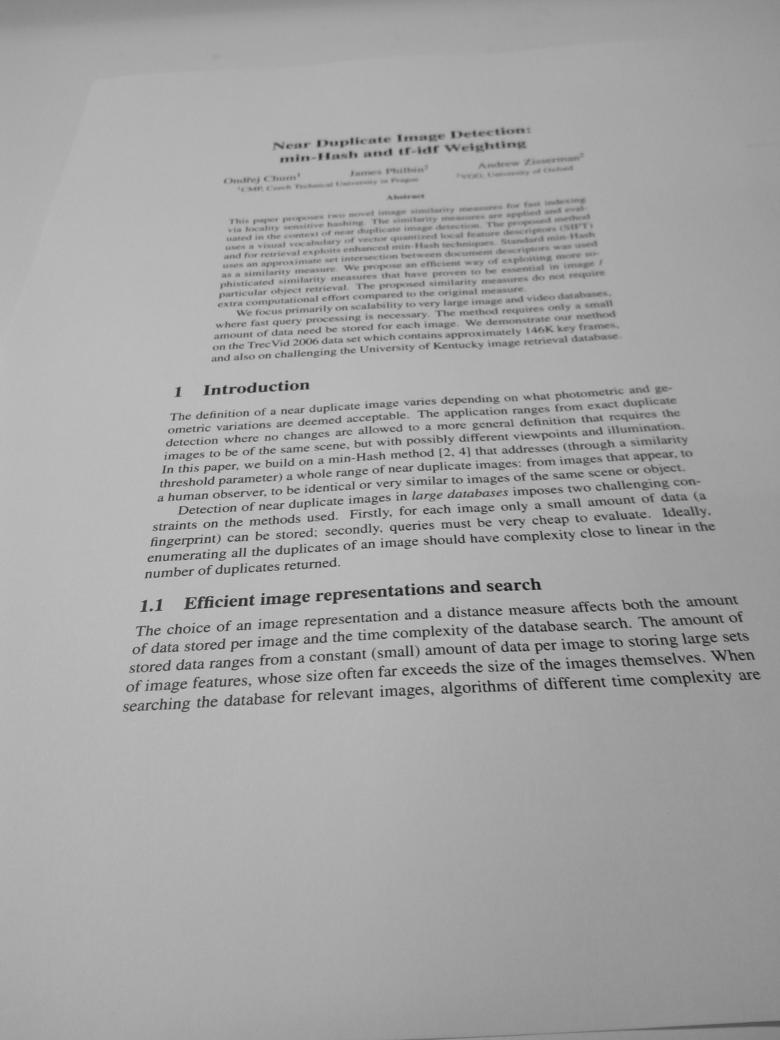 Near Duplicate Image Detection:
min-Hash and tf-idf Weighting
Ondřej Chum¹ James Philbin² Andrew Zisserman²
¹CMP, Czech Technical University in Prague ²VGG, University of Oxford
Abstract
This paper proposes two novel image similarity measures for fast indexing
via locality sensitive hashing. The similarity measures are applied and eval-
uated in the context of near duplicate image detection. The proposed method
uses a visual vocabulary of vector quantized local feature descriptors (SIFT)
and for retrieval exploits enhanced min-Hash techniques. Standard min-Hash
uses an approximate set intersection between document descriptors was used
as a similarity measure. We propose an efficient way of exploiting more so-
phisticated similarity measures that have proven to be essential in image /
particular object retrieval. The proposed similarity measures do not require
extra computational effort compared to the original measure.
We focus primarily on scalability to very large image and video databases,
where fast query processing is necessary. The method requires only a small
amount of data need be stored for each image. We demonstrate our method
on the TrecVid 2006 data set which contains approximately 146K key frames,
and also on challenging the University of Kentucky image retrieval database.
1 Introduction
The definition of a near duplicate image varies depending on what photometric and ge-
ometric variations are deemed acceptable. The application ranges from exact duplicate
detection where no changes are allowed to a more general definition that requires the
images to be of the same scene, but with possibly different viewpoints and illumination.
In this paper, we build on a min-Hash method [2, 4] that addresses (through a similarity
threshold parameter) a whole range of near duplicate images: from images that appear, to
a human observer, to be identical or very similar to images of the same scene or object.
Detection of near duplicate images in large databases imposes two challenging con-
straints on the methods used. Firstly, for each image only a small amount of data (a
fingerprint) can be stored; secondly, queries must be very cheap to evaluate. Ideally,
enumerating all the duplicates of an image should have complexity close to linear in the
number of duplicates returned.
1.1 Efficient image representations and search
The choice of an image representation and a distance measure affects both the amount
of data stored per image and the time complexity of the database search. The amount of
stored data ranges from a constant (small) amount of data per image to storing large sets
of image features, whose size often far exceeds the size of the images themselves. When
searching the database for relevant images, algorithms of different time complexity are